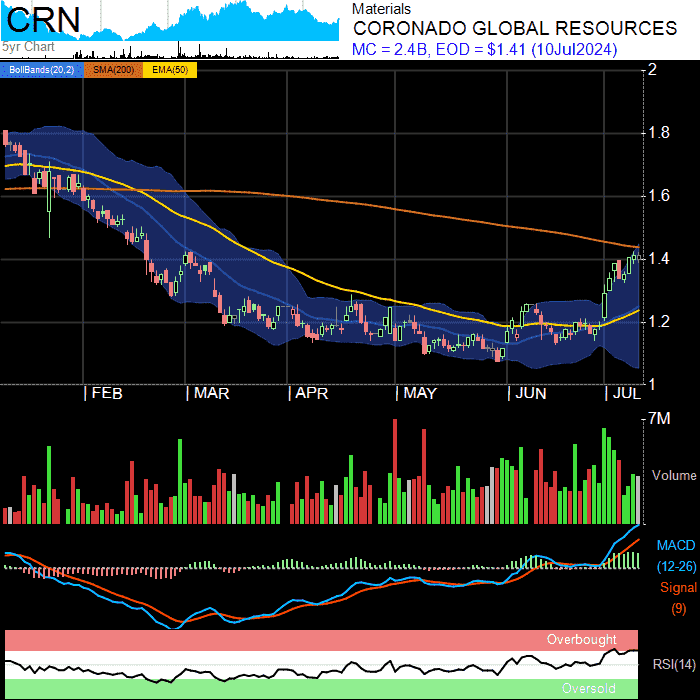 CRN
5yr Chart
Materials
CORONADO GLOBAL RESOURCES
MC = 2.4B, EOD = $1.41 (10Jul2024)
BollBands(20,2) SMA(200) EMA(50)
2
1.8
1.6
1.4
1.2
1
FEB MAR APR MAY JUN JUL
7M
Volume
MACD
(12-26)
Signal
(9)
Overbought
RSI(14)
Oversold